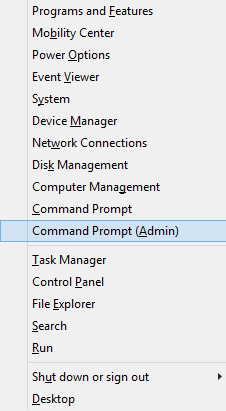 Programs and Features
Mobility Center
Power Options
Event Viewer
System
Device Manager
Network Connections
Disk Management
Computer Management
Command Prompt
Command Prompt (Admin)
Task Manager
Control Panel
File Explorer
Search
Run
Shut down or sign out
Desktop